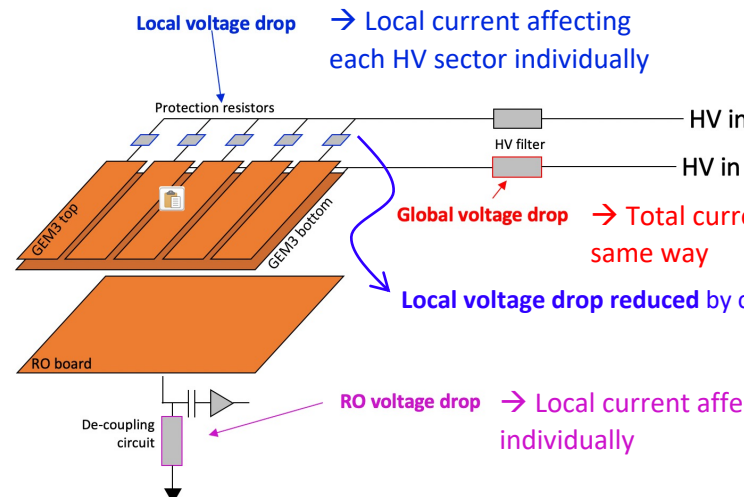 Local voltage drop → Local current affecting
each HV sector individually
Protection resistors
HV in
HV filter
HV in
GEM3 top
GEM3 bottom
Global voltage drop → Total curre
same way
Local voltage drop reduced by
RO board
RO voltage drop → Local current affe
individually
De-coupling
circuit